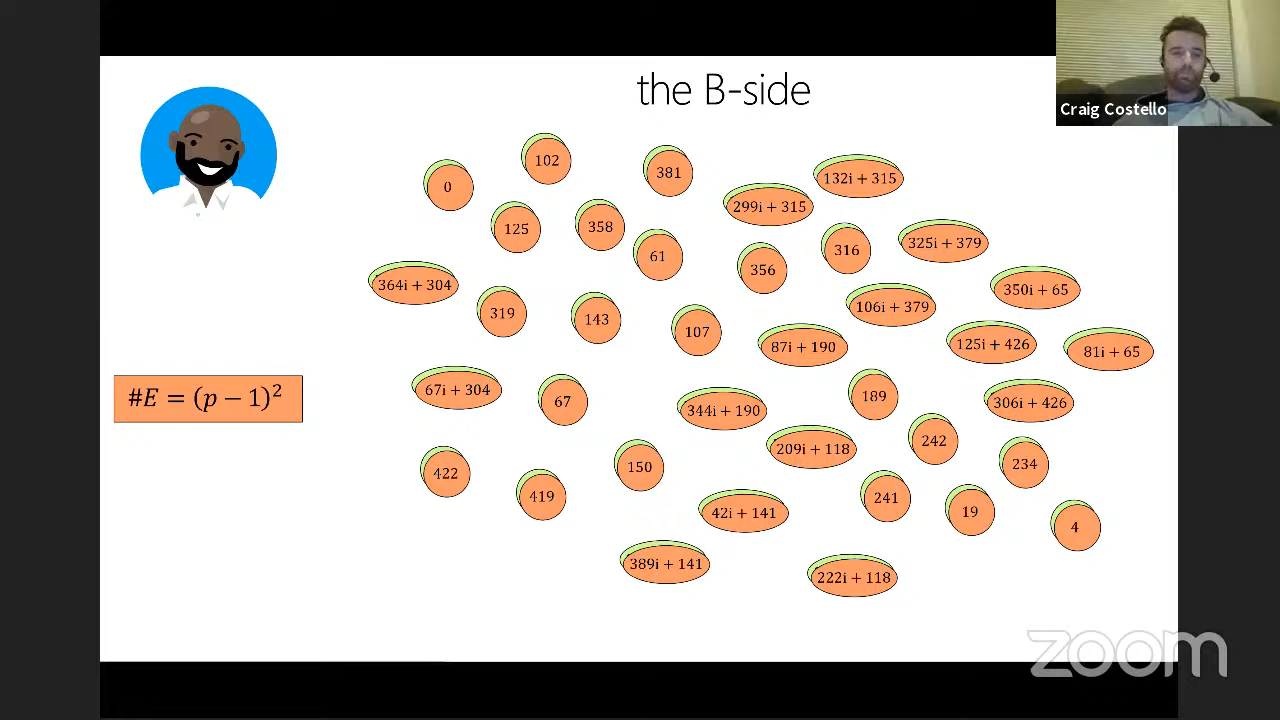 the B-side
Craig Costello
102
381
132i + 315
0
299i + 315
125
358
316
325i + 379
61
356
364i + 304
350i + 65
106i + 379
319
143
107
87i + 190
125i + 426
81i + 65
#E = (p − 1)²
67i + 304
67
344i + 190
189
306i + 426
209i + 118
242
422
150
234
419
241
42i + 141
19
4
389i + 141
222i + 118
zoom